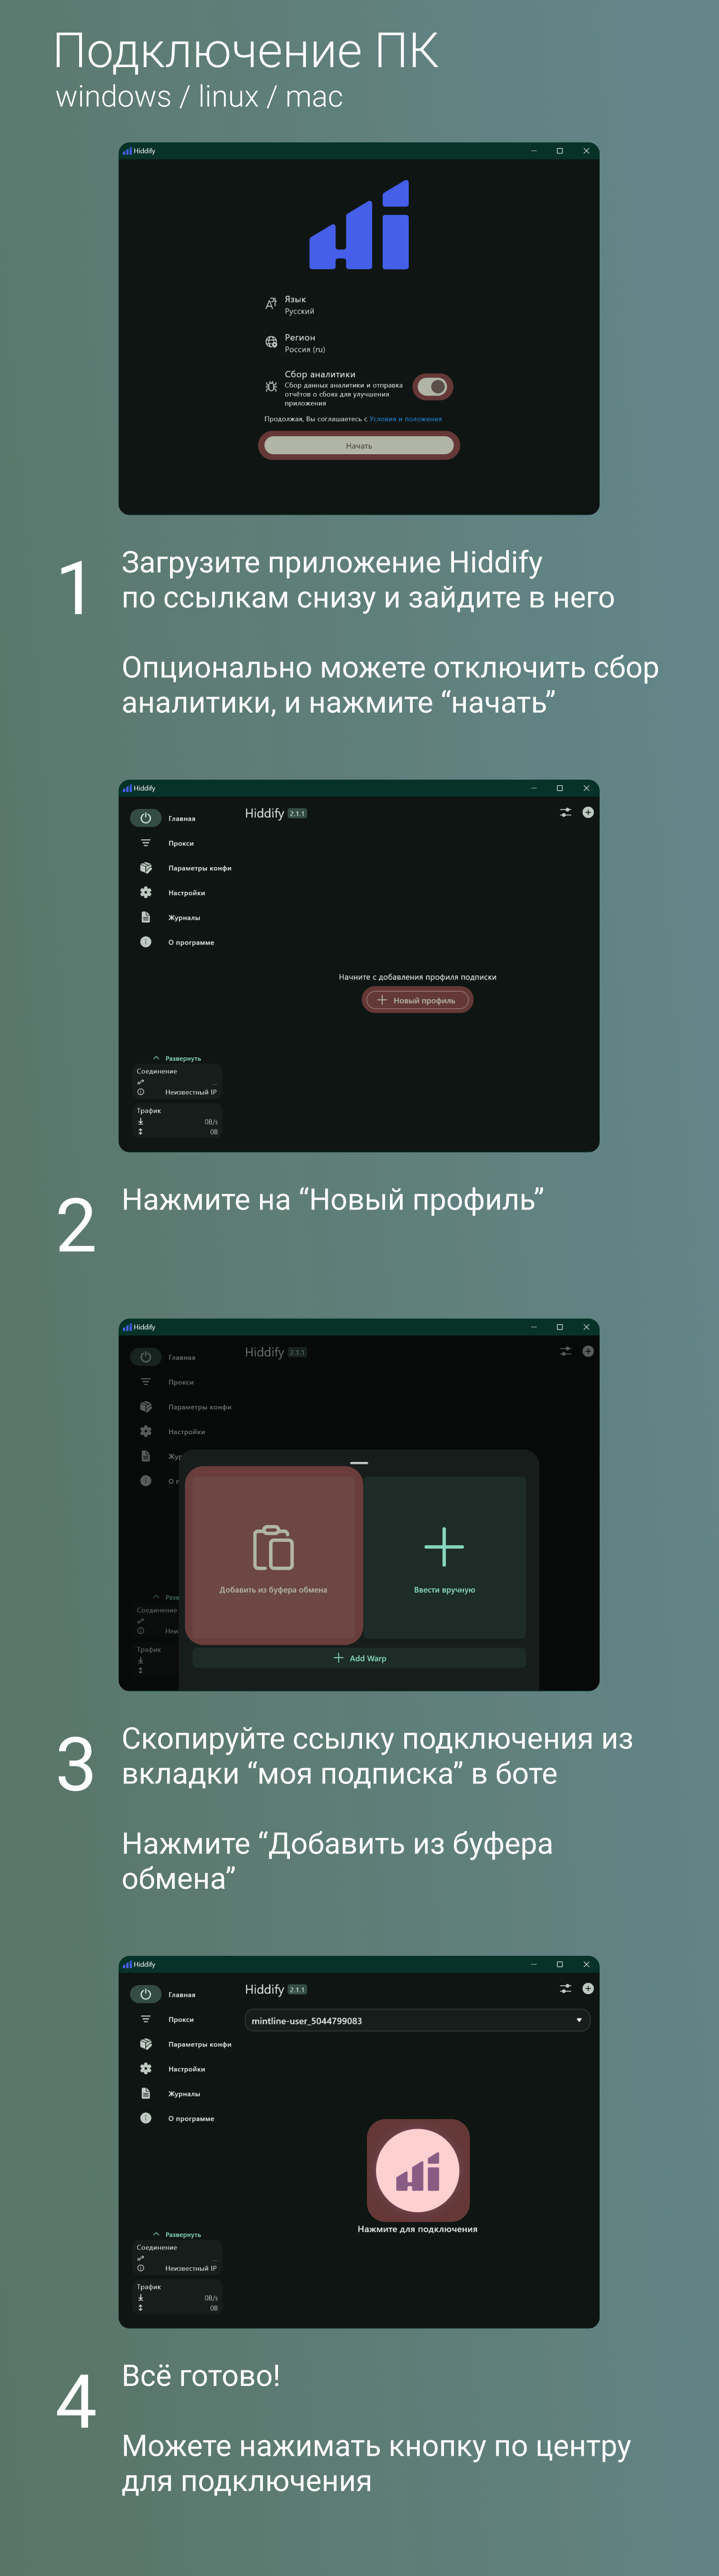 Подключение ПК
windows / linux / mac
Hiddify
Язык
Русский
Регион
Россия (ru)
Сбор аналитики
Сбор данных аналитики и отправка
отчётов о сбоях для улучшения
приложения
Продолжая, Вы соглашаетесь с Условия и положения
Начать
1
Загрузите приложение Hiddify
по ссылкам снизу и зайдите в него
Опционально можете отключить сбор
аналитики, и нажмите “начать”
Hiddify
Hiddify 2.1.1
Главная
Прокси
Параметры конфи
Настройки
Журналы
О программе
Начните с добавления профиля подписки
Новый профиль
Развернуть
Соединение
...
Неизвестный IP
Трафик
0B/s
0B
2
Нажмите на “Новый профиль”
Hiddify
Hiddify 2.1.1
Главная
Прокси
Параметры конфи
Настройки
Жур
О п
Добавить из буфера обмена
Ввести вручную
Add Warp
Разв
Соединение
Неи
Трафик
3
Скопируйте ссылку подключения из
вкладки “моя подписка” в боте
Нажмите “Добавить из буфера
обмена”
Hiddify
Hiddify 2.1.1
Главная
mintline-user_5044799083
Прокси
Параметры конфи
Настройки
Журналы
О программе
Нажмите для подключения
Развернуть
Соединение
...
Неизвестный IP
Трафик
0B/s
0B
4
Всё готово!
Можете нажимать кнопку по центру
для подключения